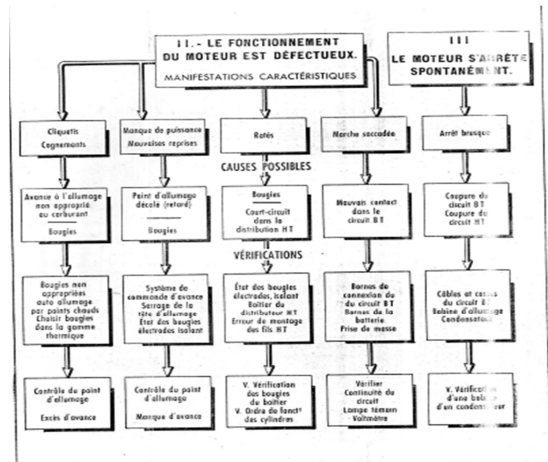 II.- LE FONCTIONNEMENT
DU MOTEUR EST DÉFECTUEUX.
MANIFESTATIONS CARACTÉRISTIQUES
III
LE MOTEUR S'ARRÊTE
SPONTANÉMENT.
Cliquetis
Cognements
Manque de puissance
Mauvaises reprises
Ratés
Marche saccadée
Arrêt brusque
CAUSES POSSIBLES
Avance à l'allumage
non approprié
au carburant
Bougies
Point d'allumage
décalé (retard)
Bougies
Bougies
Court-circuit
dans la
distribution HT
Mauvais contact
dans le
circuit BT
Coupure du
circuit BT
Coupure du
circuit HT
VÉRIFICATIONS
Bougies non
appropriées
auto allumage
par points chauds
Choisir bougies
dans la gamme
thermique
Système de
commande d'avance
Serrage de la
tête d'allumage
État des bougies
électrodes isolant
État des bougies
électrodes, isolant
Boîtier du
distributeur HT
Erreur de montage
des fils HT
Bornes de
connexion du
du circuit BT
Bornes de la
batterie
Prise de masse
Câbles et cosses
du circuit B
Bobine d'allumage
Condensateur
Contrôle du point
d'allumage
Excès d'avance
Contrôle du point
d'allumage
Manque d'avance
V. Vérification
des bougies
du boîtier
V. Ordre de fonct⁺
des cylindres
Vérifier
Continuité du
circuit
Lampe témoin
Voltmètre
V. Vérification
d'une bobine
d'un condensateur